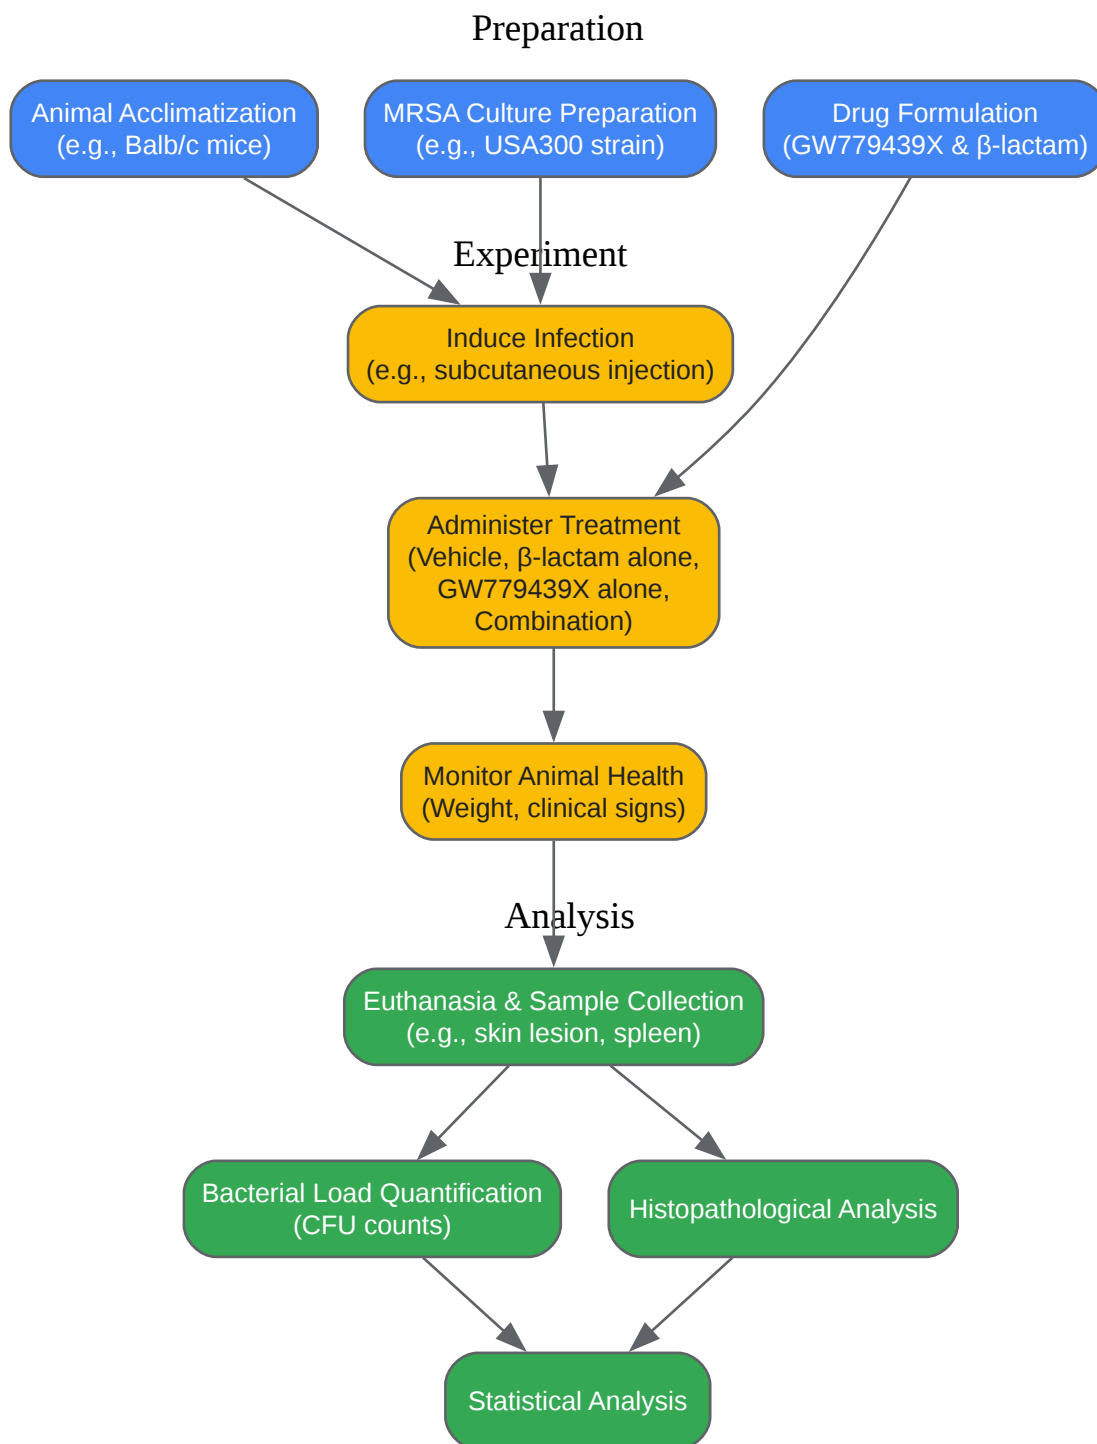 Preparation
Animal Acclimatization
(e.g., Balb/c mice)
MRSA Culture Preparation
(e.g., USA300 strain)
Drug Formulation
(GW779439X & β-lactam)
Experiment
Induce Infection
(e.g., subcutaneous injection)
Administer Treatment
(Vehicle, β-lactam alone,
GW779439X alone,
Combination)
Monitor Animal Health
(Weight, clinical signs)
Analysis
Euthanasia & Sample Collection
(e.g., skin lesion, spleen)
Bacterial Load Quantification
(CFU counts)
Histopathological Analysis
Statistical Analysis